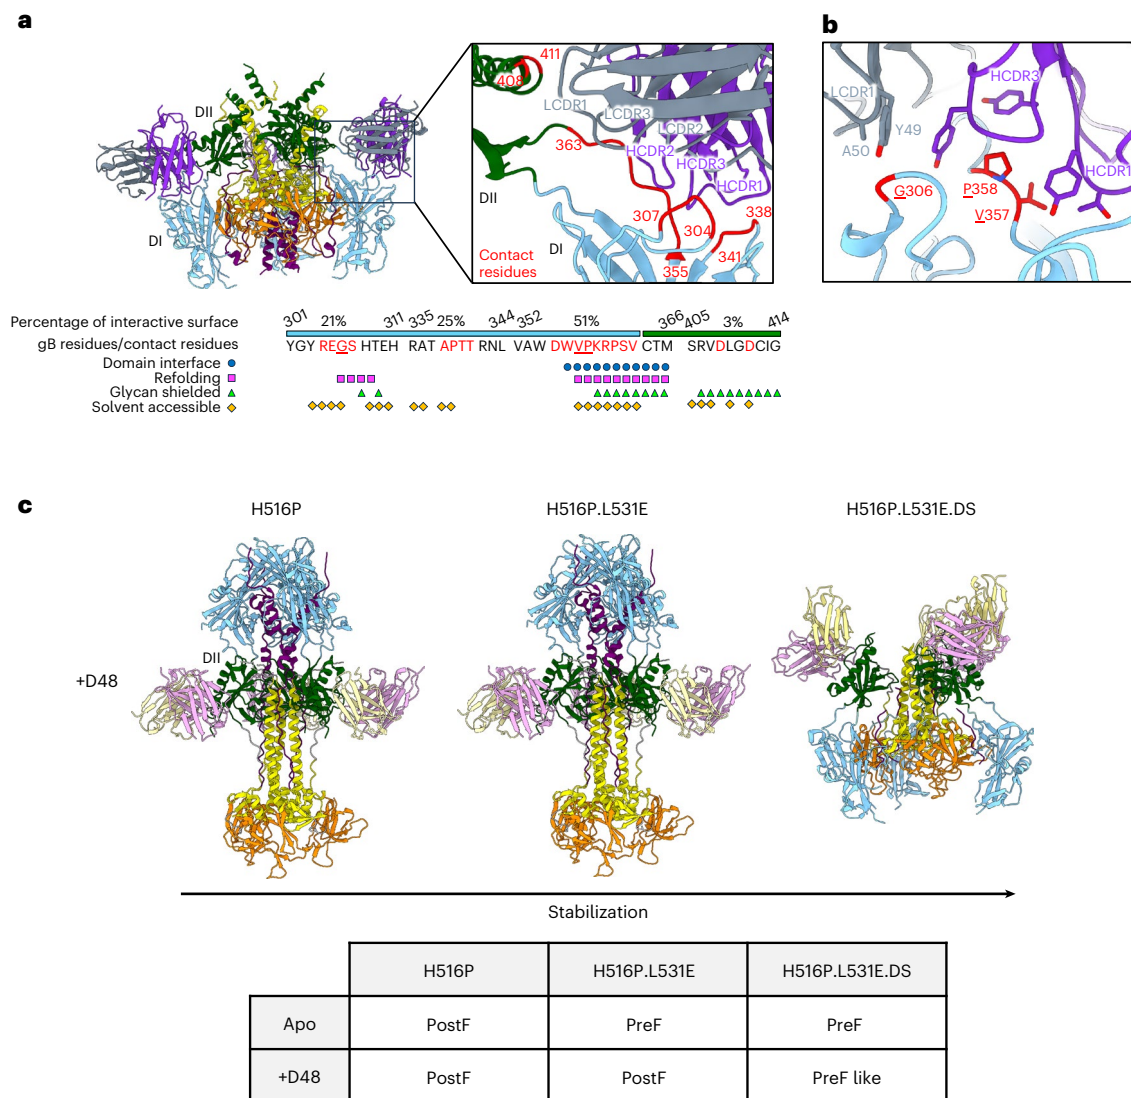 a
DII
DI
411
408
LCDR1
LCDR3
LCDR2
363
HCDR2
HCDR3
HCDR1
DII
307
338
304
DI
341
355
Contact
residues
b
LCDR1
HCDR3
Y49
A50
HCDR1
G306
P358
V357
Percentage of interactive surface
301 21% 311 335 25% 344 352 51% 366 405 3% 414
gB residues/contact residues
YGY REGS HTEH RAT APTT RNL VAW DWVPKRPSV CTM SRVDLGDCIG
Domain interface
Refolding
Glycan shielded
Solvent accessible
c
H516P H516P.L531E H516P.L531E.DS
DII
+D48
Stabilization
H516P H516P.L531E H516P.L531E.DS
Apo PostF PreF PreF
+D48 PostF PostF PreF like